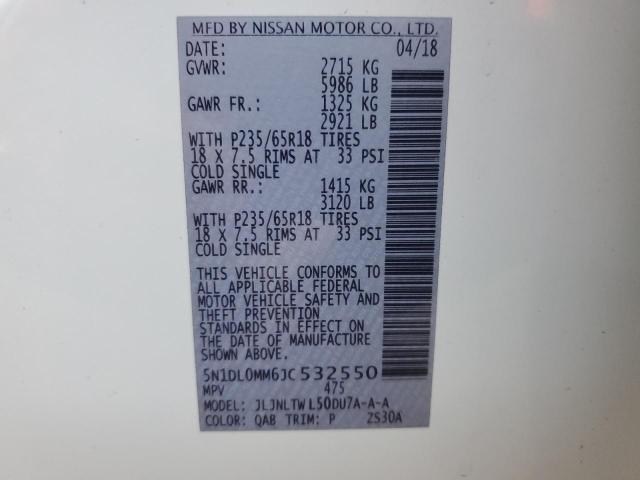 MFD BY NISSAN MOTOR CO., LTD.
DATE: 04/18
GVWR: 2715 KG
5986 LB
GAWR FR.: 1325 KG
2921 LB
WITH P235/65R18 TIRES
18 X 7.5 RIMS AT 33 PSI
COLD SINGLE
GAWR RR.: 1415 KG
3120 LB
WITH P235/65R18 TIRES
18 X 7.5 RIMS AT 33 PSI
COLD SINGLE
THIS VEHICLE CONFORMS TO
ALL APPLICABLE FEDERAL
MOTOR VEHICLE SAFETY AND
THEFT PREVENTION
STANDARDS IN EFFECT ON
THE DATE OF MANUFACTURE
SHOWN ABOVE.
5N1DL0MM6JC532550
MPV 475
MODEL: JLJNLTWL50DU7A-A-A
COLOR: QAB TRIM: P ZS30A